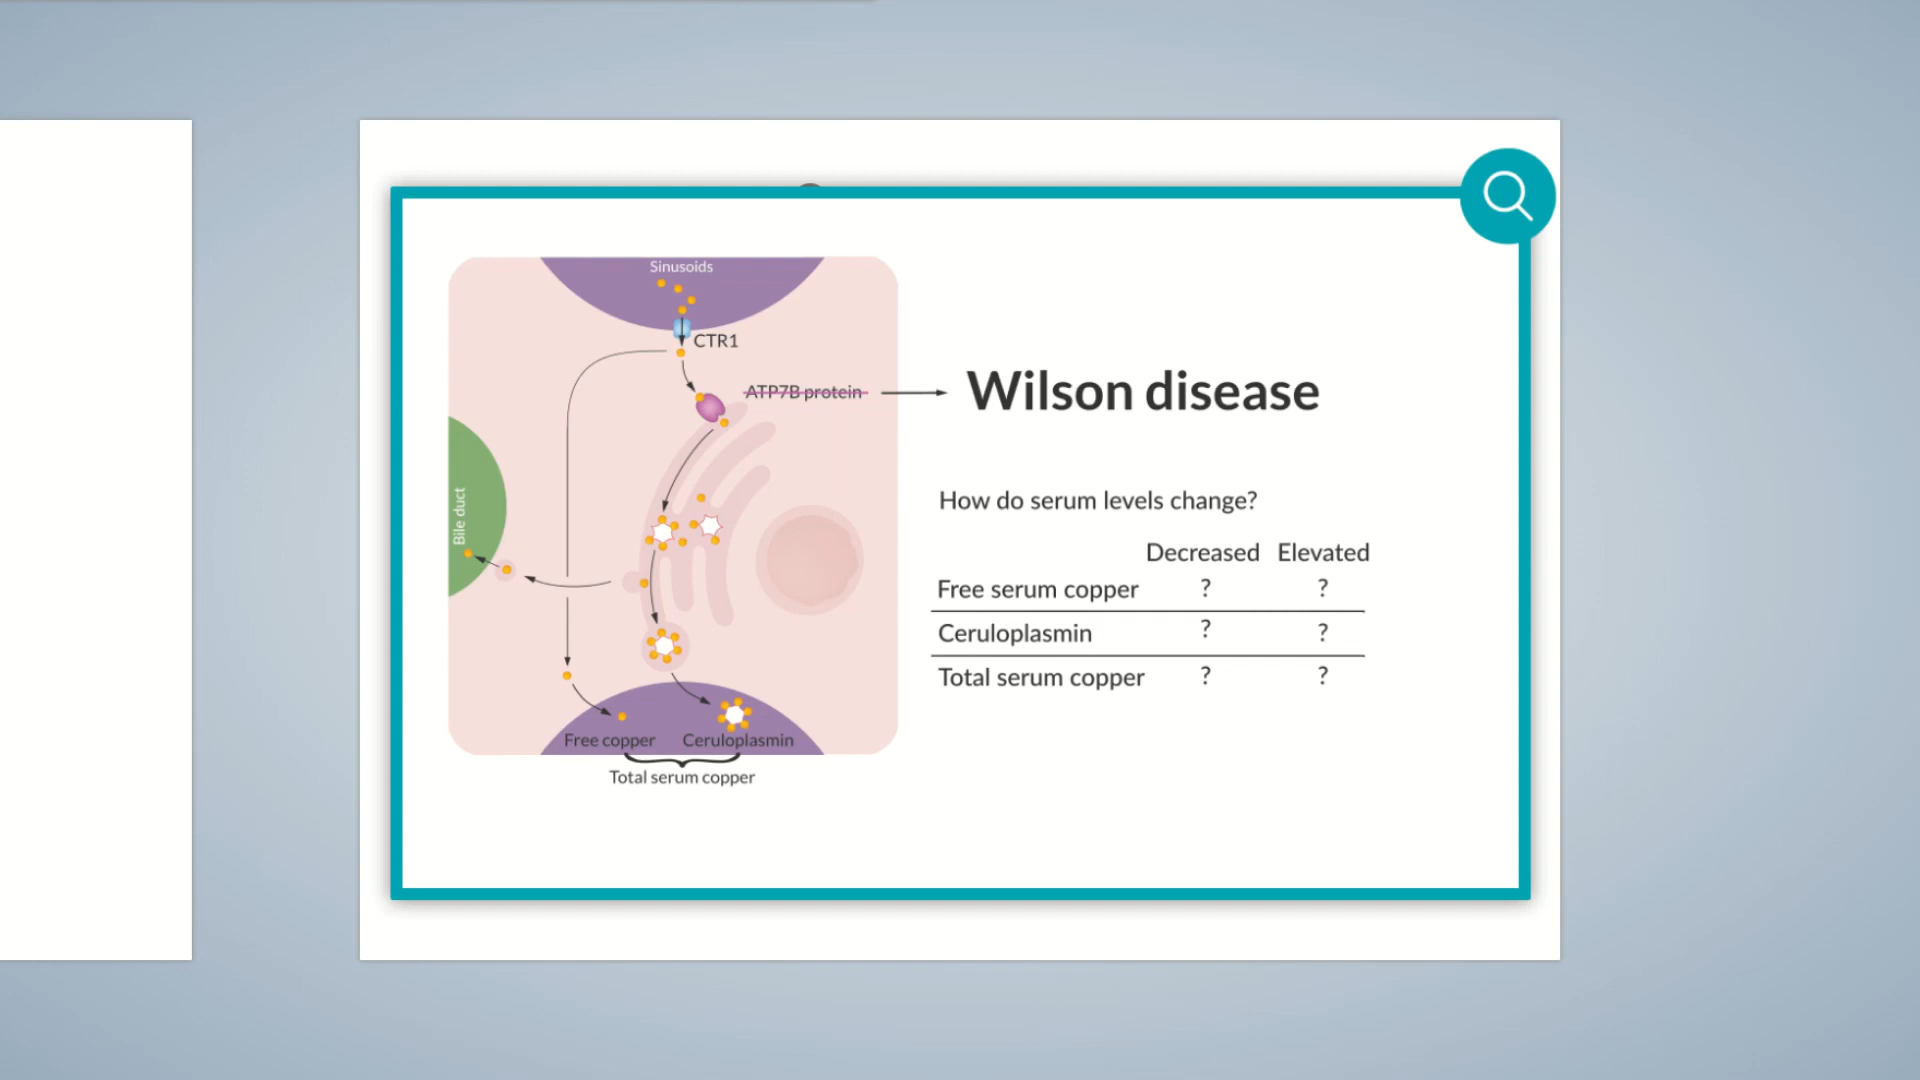 Sinusoids
CTR1
ATP7B protein
Bile duct
Free copper
Ceruloplasmin
Total serum copper
Wilson disease
How do serum levels change?
Decreased Elevated
Free serum copper ? ?
Ceruloplasmin ? ?
Total serum copper ? ?